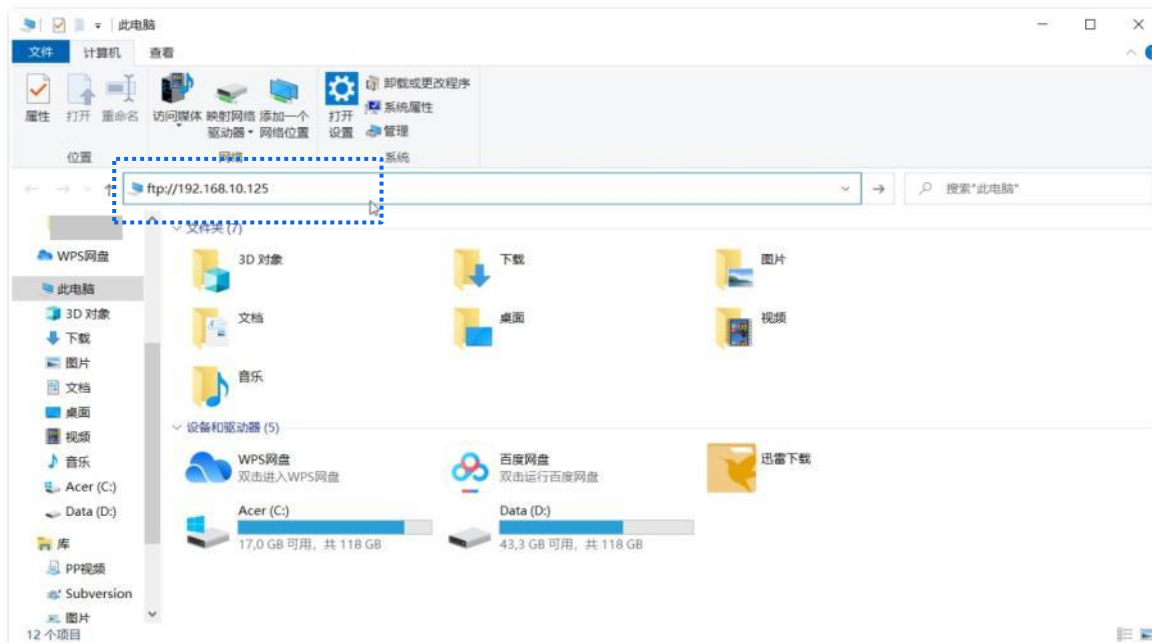 此电脑
文件 计算机 查看
属性 打开 重命名 访问媒体 映射网络 驱动器 添加一个 网络位置 打开 设置 卸载或更改程序
系统属性
管理
位置 网络 系统
ftp://192.168.10.125 搜索"此电脑"
文件夹 (7)
WPS网盘
此电脑
3D 对象
下载
图片
文档
桌面
视频
音乐
Acer (C:)
Data (D:)
库
PP视频
Subversion
图片
3D 对象 下载 图片
文档 桌面 视频
音乐
设备和驱动器 (5)
WPS网盘 百度网盘 迅雷下载
双击进入WPS网盘 双击运行百度网盘
Acer (C:) Data (D:)
17,0 GB 可用, 共 118 GB 43,3 GB 可用, 共 118 GB
12 个项目